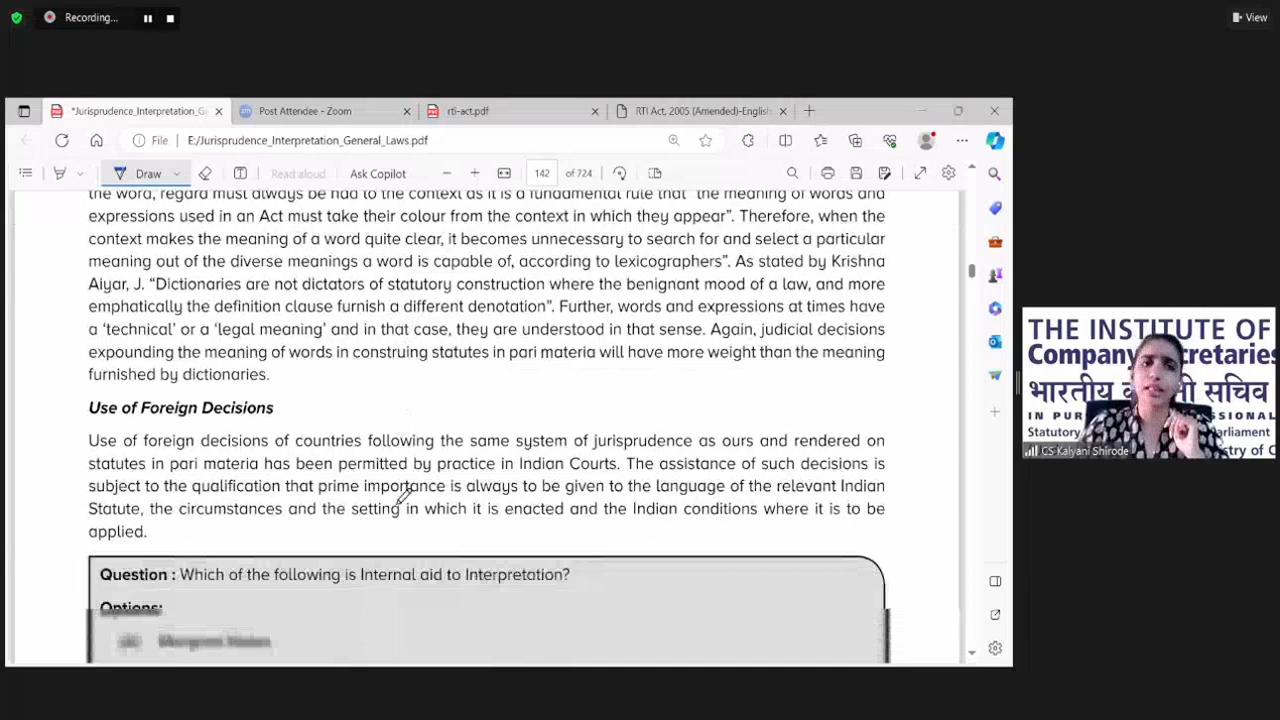 Recording...
View
*Jurisprudence_Interpretation_Ge
Post Attendee - Zoom
rti-act.pdf
RTI Act, 2005 (Amended)-English
File
E:/Jurisprudence_Interpretation_General_Laws.pdf
Draw
Read aloud
Ask Copilot
142
of 724
the word, regard must always be had to the context as it is a fundamental rule that "the meaning of words and
expressions used in an Act must take their colour from the context in which they appear". Therefore, when the
context makes the meaning of a word quite clear, it becomes unnecessary to search for and select a particular
meaning out of the diverse meanings a word is capable of, according to lexicographers". As stated by Krishna
Aiyar, J. "Dictionaries are not dictators of statutory construction where the benignant mood of a law, and more
emphatically the definition clause furnish a different denotation". Further, words and expressions at times have
a 'technical' or a 'legal meaning' and in that case, they are understood in that sense. Again, judicial decisions
expounding the meaning of words in construing statutes in pari materia will have more weight than the meaning
furnished by dictionaries.
Use of Foreign Decisions
Use of foreign decisions of countries following the same system of jurisprudence as ours and rendered on
statutes in pari materia has been permitted by practice in Indian Courts. The assistance of such decisions is
subject to the qualification that prime importance is always to be given to the language of the relevant Indian
Statute, the circumstances and the setting in which it is enacted and the Indian conditions where it is to be
applied.
Question : Which of the following is Internal aid to Interpretation?
Options:
THE INSTITUTE OF
Company Secretaries
भारतीय सचिव
IN PUR SSIONAL
Statutory Parliament
CS Kalyani Shirode
try of C